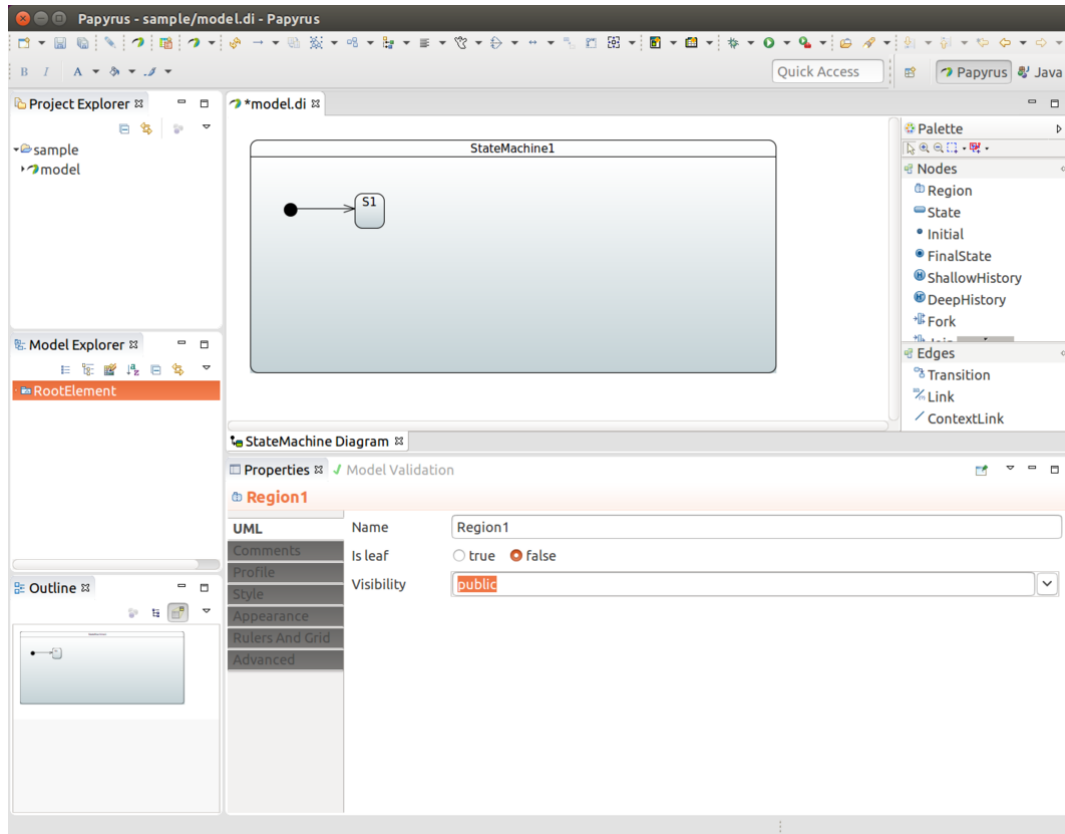 Papyrus - sample/model.di - Papyrus
B I A
Quick Access
Papyrus
Java
Project Explorer
sample
model
Model Explorer
RootElement
Outline
*model.di
StateMachine1
S1
Palette
Nodes
Region
State
Initial
FinalState
ShallowHistory
DeepHistory
Fork
Edges
Transition
Link
ContextLink
StateMachine Diagram
Properties
Model Validation
Region1
UML
Comments
Profile
Style
Appearance
Rulers And Grid
Advanced
Name
Region1
Is leaf
true
false
Visibility
public